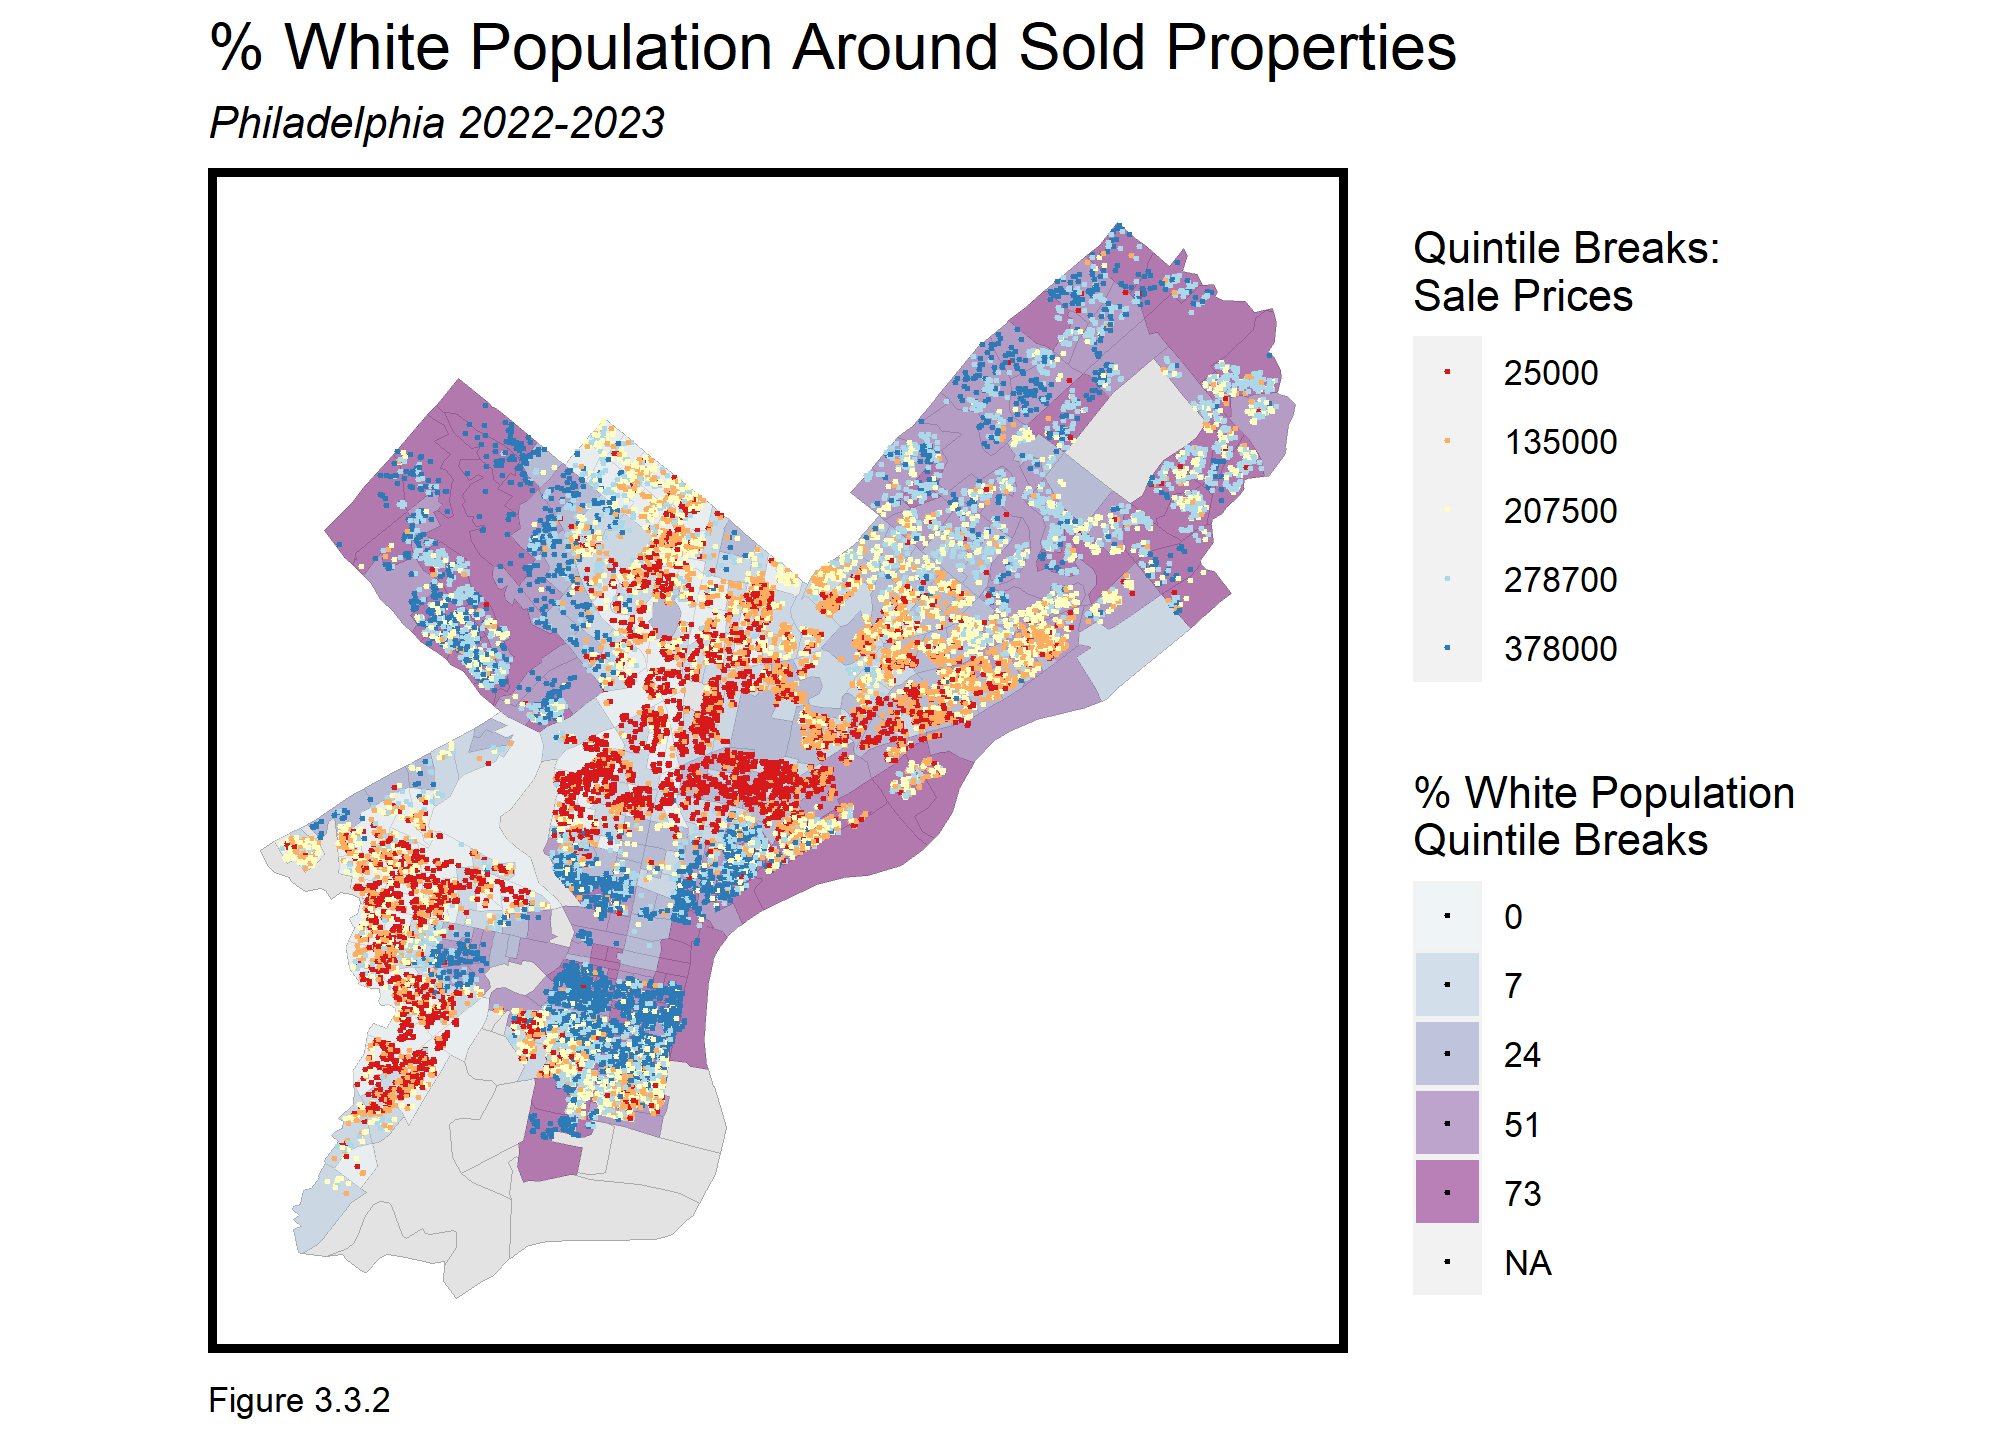 % White Population Around Sold Properties
Philadelphia 2022-2023
Quintile Breaks:
Sale Prices
25000
135000
207500
278700
378000
% White Population
Quintile Breaks
0
7
24
51
73
NA
Figure 3.3.2